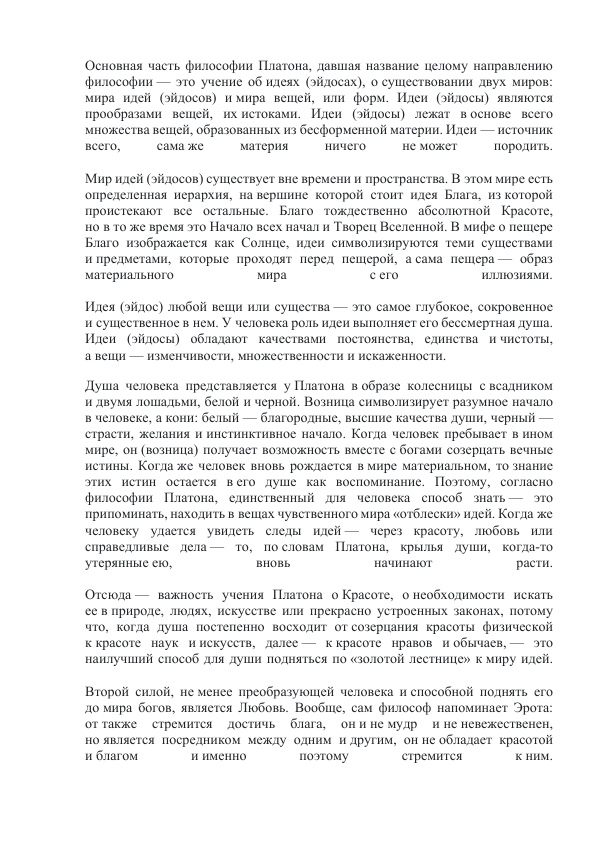 Основная часть философии Платона, давшая название целому направлению
философии — это учение об идеях (эйдосах), о существовании двух миров:
мира идей (эйдосов) и мира вещей, или форм. Идеи (эйдосы) являются
прообразами вещей, их истоками. Идеи (эйдосы) лежат в основе всего
множества вещей, образованных из бесформенной материи. Идеи — источник
всего, сама же материя ничего не может породить.
Мир идей (эйдосов) существует вне времени и пространства. В этом мире есть
определенная иерархия, на вершине которой стоит идея Блага, из которой
проистекают все остальные. Благо тождественно абсолютной Красоте,
но в то же время это Начало всех начал и Творец Вселенной. В мифе о пещере
Благо изображается как Солнце, идеи символизируются теми существами
и предметами, которые проходят перед пещерой, а сама пещера — образ
материального мира с его иллюзиями.
Идея (эйдос) любой вещи или существа — это самое глубокое, сокровенное
и существенное в нем. У человека роль идеи выполняет его бессмертная душа.
Идеи (эйдосы) обладают качествами постоянства, единства и чистоты,
а вещи — изменчивости, множественности и искаженности.
Душа человека представляется у Платона в образе колесницы с всадником
и двумя лошадьми, белой и черной. Возница символизирует разумное начало
в человеке, а кони: белый — благородные, высшие качества души, черный —
страсти, желания и инстинктивное начало. Когда человек пребывает в ином
мире, он (возница) получает возможность вместе с богами созерцать вечные
истины. Когда же человек вновь рождается в мире материальном, то знание
этих истин остается в его душе как воспоминание. Поэтому, согласно
философии Платона, единственный для человека способ знать — это
припоминать, находить в вещах чувственного мира «отблески» идей. Когда же
человеку удается увидеть следы идей — через красоту, любовь или
справедливые дела — то, по словам Платона, крылья души, когда-то
утерянные ею, вновь начинают расти.
Отсюда — важность учения Платона о Красоте, о необходимости искать
ее в природе, людях, искусстве или прекрасно устроенных законах, потому
что, когда душа постепенно восходит от созерцания красоты физической
к красоте наук и искусств, далее — к красоте нравов и обычаев, — это
наилучший способ для души подняться по «золотой лестнице» к миру идей.
Второй силой, не менее преобразующей человека и способной поднять его
до мира богов, является Любовь. Вообще, сам философ напоминает Эрота:
от также стремится достичь блага, он и не мудр и не невежественен,
но является посредником между одним и другим, он не обладает красотой
и благом и именно поэтому стремится к ним.